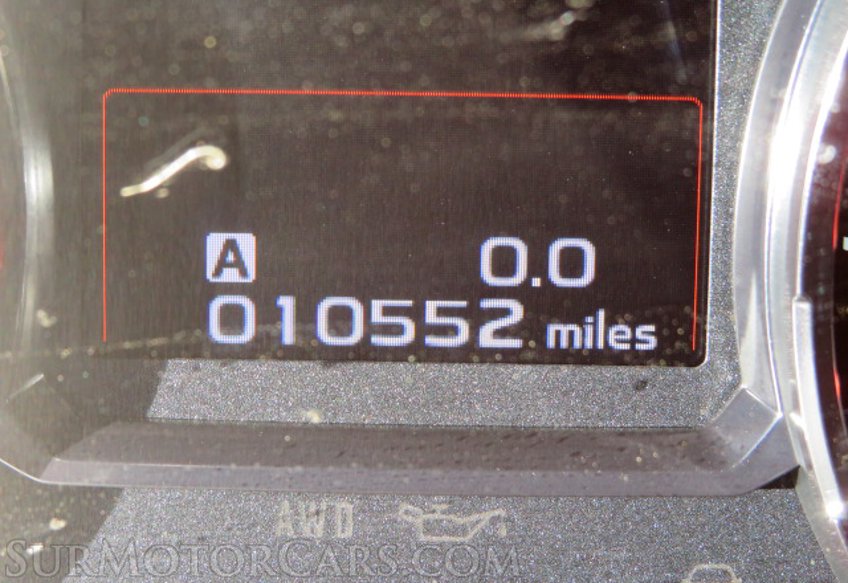 A 0.0
010552 miles
AWD
SURMOTORCARS.COM